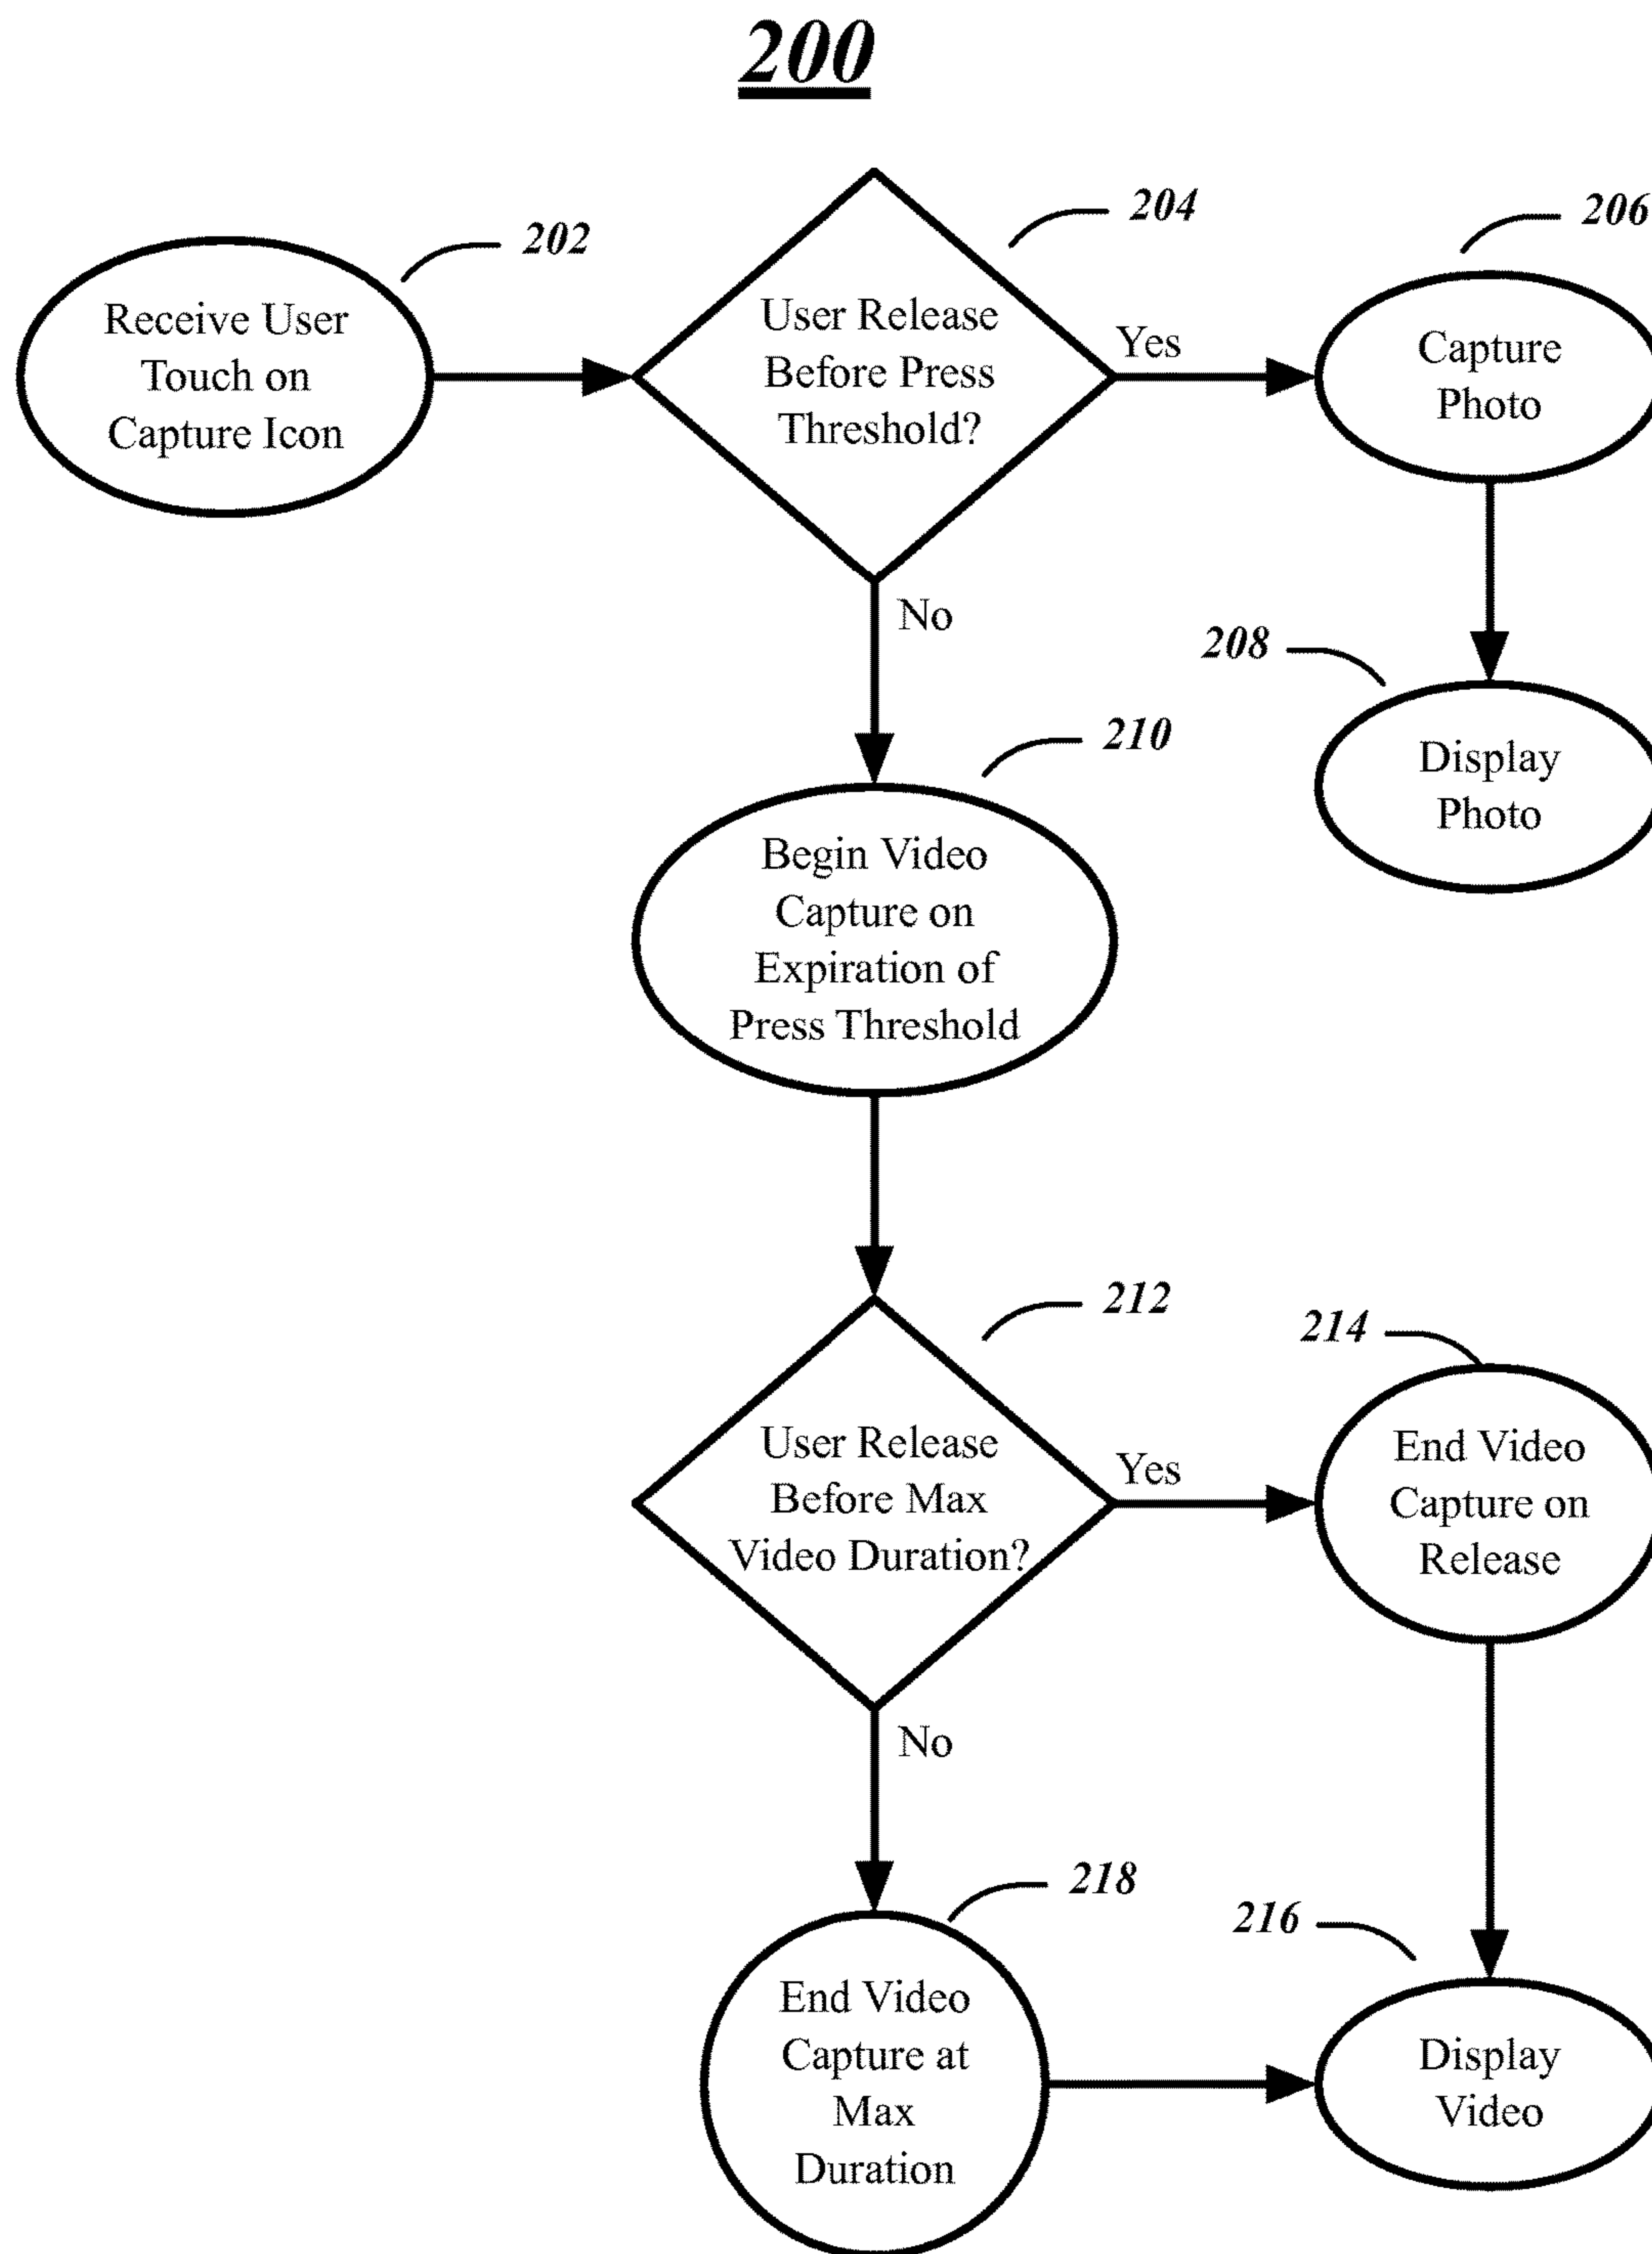 200
202
Receive User
Touch on
Capture Icon
204
User Release
Before Press
Threshold?
Yes
206
Capture
Photo
No
208
Display
Photo
210
Begin Video
Capture on
Expiration of
Press Threshold
212
User Release
Before Max
Video Duration?
Yes
214
End Video
Capture on
Release
No
218
End Video
Capture at
Max
Duration
216
Display
Video